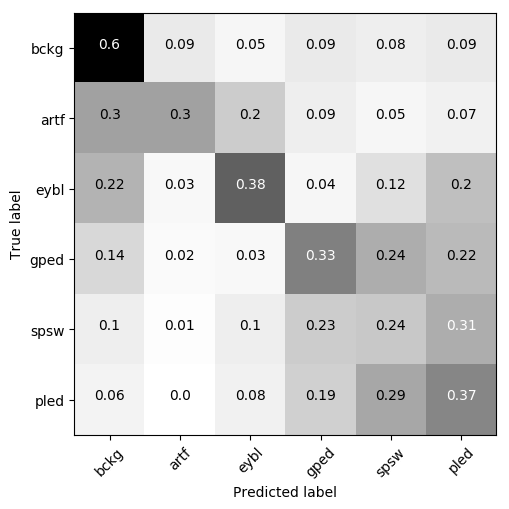 bckg 0.6 0.09 0.05 0.09 0.08 0.09
artf 0.3 0.3 0.2 0.09 0.05 0.07
eybl 0.22 0.03 0.38 0.04 0.12 0.2
gped 0.14 0.02 0.03 0.33 0.24 0.22
spsw 0.1 0.01 0.1 0.23 0.24 0.31
pled 0.06 0.0 0.08 0.19 0.29 0.37
bckg artf eybl gped spsw pled
True label
Predicted label